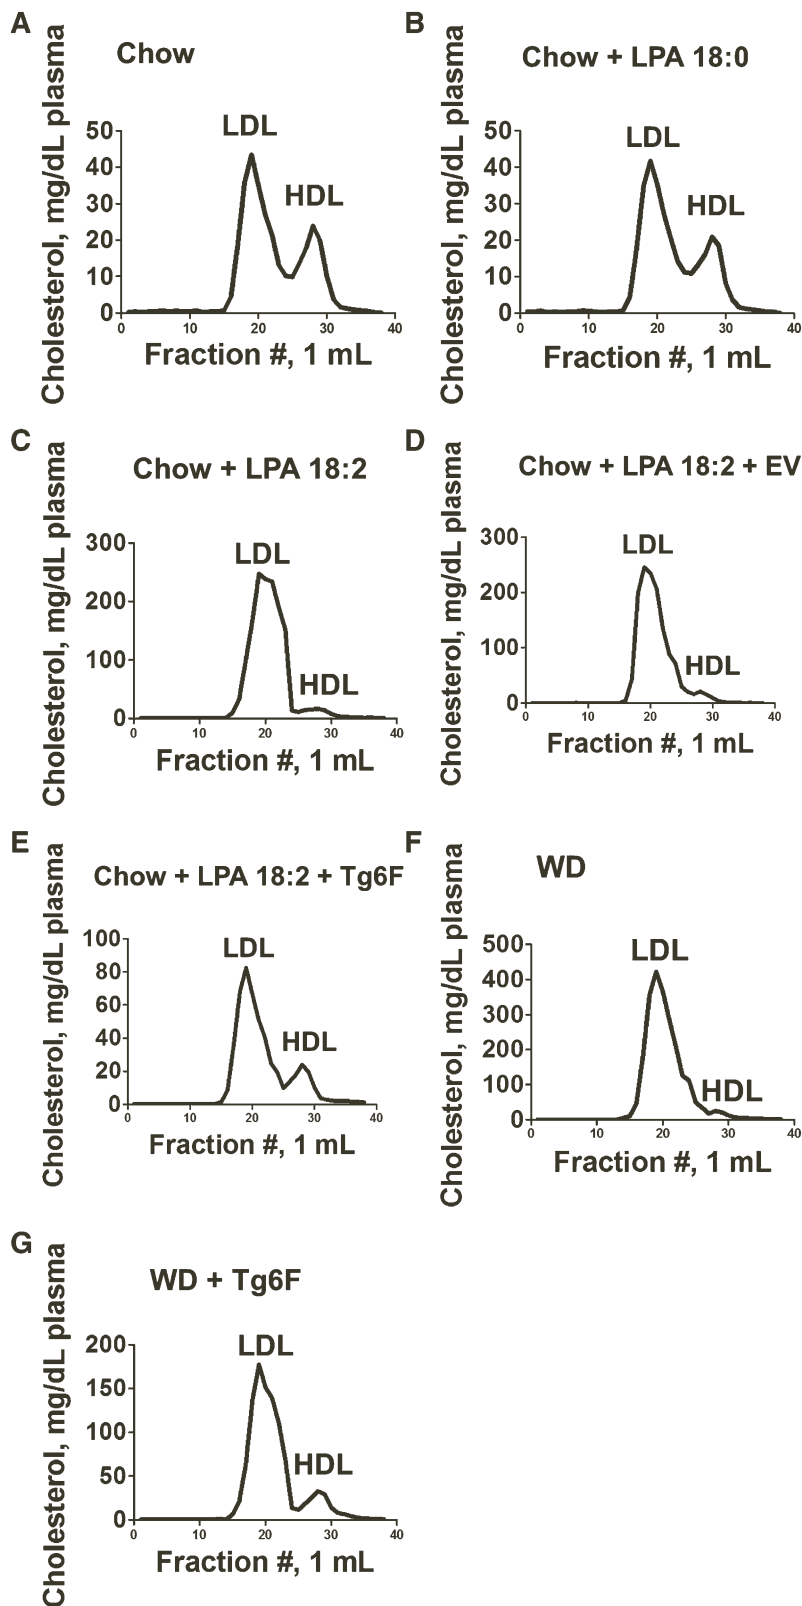 A
Chow
Cholesterol, mg/dL plasma
50
40
30
20
10
0
LDL
HDL
0 10 20 30 40
Fraction #, 1 mL
B
Chow + LPA 18:0
Cholesterol, mg/dL plasma
50
40
30
20
10
0
LDL
HDL
0 10 20 30 40
Fraction #, 1 mL
C
Chow + LPA 18:2
Cholesterol, mg/dL plasma
300
200
100
0
LDL
HDL
0 10 20 30 40
Fraction #, 1 mL
D
Chow + LPA 18:2 + EV
Cholesterol, mg/dL plasma
300
200
100
0
LDL
HDL
0 10 20 30 40
Fraction #, 1 mL
E
Chow + LPA 18:2 + Tg6F
Cholesterol, mg/dL plasma
100
80
60
40
20
0
LDL
HDL
0 10 20 30 40
Fraction #, 1 mL
F
WD
Cholesterol, mg/dL plasma
500
400
300
200
100
0
LDL
HDL
0 10 20 30 40
Fraction #, 1 mL
G
WD + Tg6F
Cholesterol, mg/dL plasma
200
150
100
50
0
LDL
HDL
0 10 20 30 40
Fraction #, 1 mL